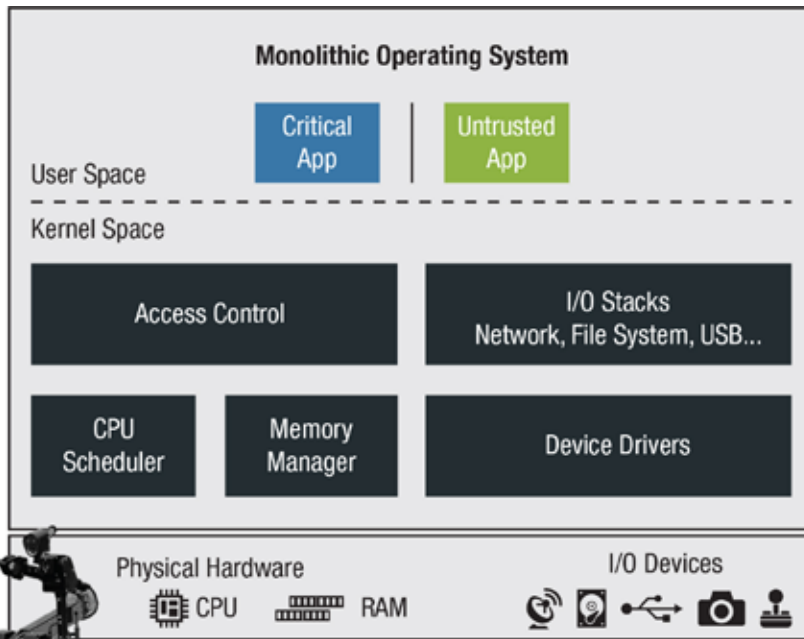 Monolithic Operating System
Critical
App
Untrusted
App
User Space
Kernel Space
Access Control
I/O Stacks
Network, File System, USB...
CPU
Scheduler
Memory
Manager
Device Drivers
Physical Hardware
I/O Devices
CPU
RAM